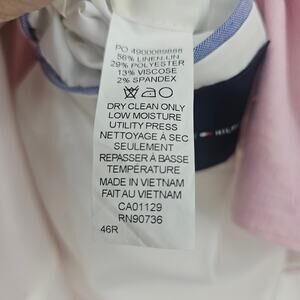 PO 4900089888
56% LINEN/LIN
29% POLYESTER
13% VISCOSE
2% SPANDEX
DRY CLEAN ONLY
LOW MOISTURE
UTILITY PRESS
NETTOYAGE À SEC
SEULEMENT
REPASSER À BASSE
TEMPÉRATURE
MADE IN VIETNAM
FAIT AU VIETNAM
CA01129
RN90736
46R